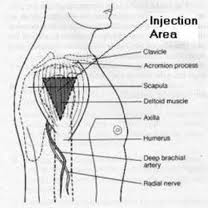 Injection
Area
Clavicle
Acromion process
Scapula
Deltoid muscle
Axilla
Humerus
Deep brachial
artery
Radial nerve